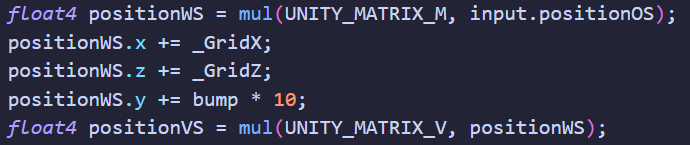 float4 positionWS = mul(UNITY_MATRIX_M, input.positionOS);
positionWS.x += _GridX;
positionWS.z += _GridZ;
positionWS.y += bump * 10;
float4 positionVS = mul(UNITY_MATRIX_V, positionWS);